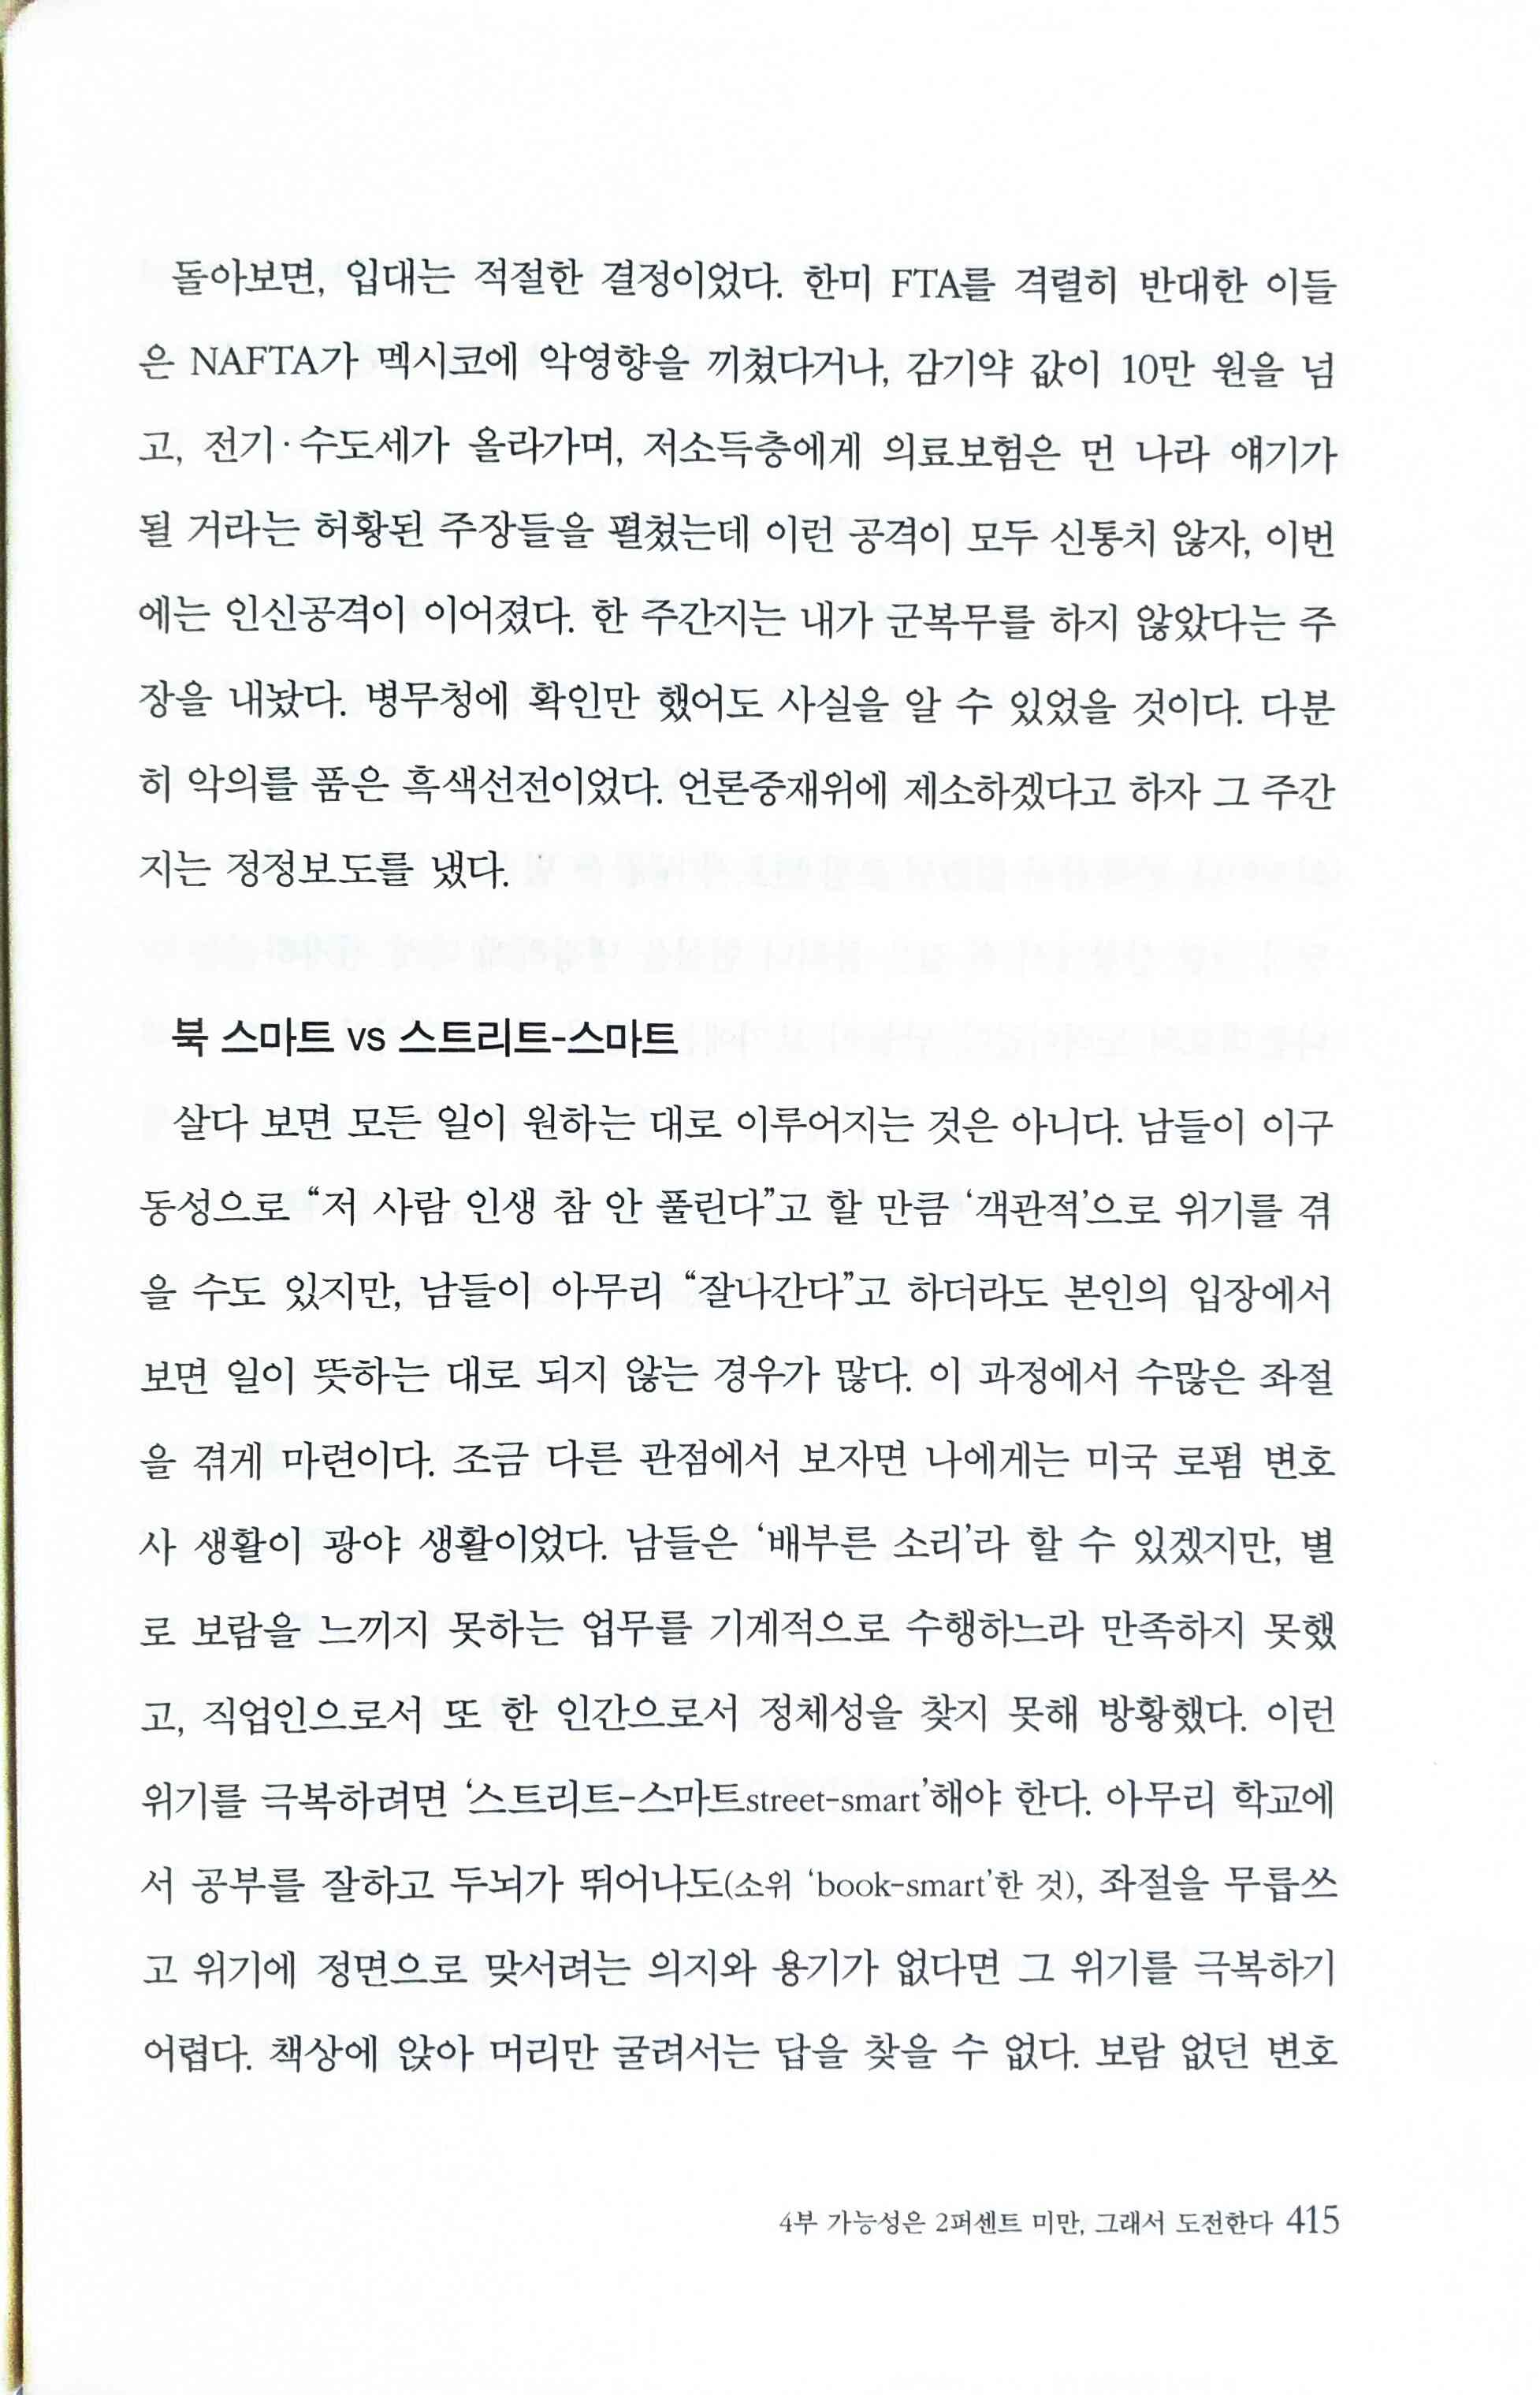 돌아보면, 입대는 적절한 결정이었다. 한미 FTA를 격렬히 반대한 이들
은 NAFTA가 멕시코에 악영향을 끼쳤다거나, 감기약 값이 10만 원을 넘
고, 전기·수도세가 올라가며, 저소득층에게 의료보험은 먼 나라 얘기가
될 거라는 허황된 주장들을 펼쳤는데 이런 공격이 모두 신통치 않자, 이번
에는 인신공격이 이어졌다. 한 주간지는 내가 군복무를 하지 않았다는 주
장을 내놨다. 병무청에 확인만 했어도 사실을 알 수 있었을 것이다. 다분
히 악의를 품은 흑색선전이었다. 언론중재위에 제소하겠다고 하자 그 주간
지는 정정보도를 냈다.
북 스마트 vs 스트리트-스마트
살다 보면 모든 일이 원하는 대로 이루어지는 것은 아니다. 남들이 이구
동성으로 “저 사람 인생 참 안 풀린다”고 할 만큼 ‘객관적’으로 위기를 겪
을 수도 있지만, 남들이 아무리 “잘나간다”고 하더라도 본인의 입장에서
보면 일이 뜻하는 대로 되지 않는 경우가 많다. 이 과정에서 수많은 좌절
을 겪게 마련이다. 조금 다른 관점에서 보자면 나에게는 미국 로펌 변호
사 생활이 광야 생활이었다. 남들은 ‘배부른 소리’라 할 수 있겠지만, 별
로 보람을 느끼지 못하는 업무를 기계적으로 수행하느라 만족하지 못했
고, 직업인으로서 또 한 인간으로서 정체성을 찾지 못해 방황했다. 이런
위기를 극복하려면 ‘스트리트-스마트street-smart’해야 한다. 아무리 학교에
서 공부를 잘하고 두뇌가 뛰어나도(소위 ‘book-smart’한 것), 좌절을 무릅쓰
고 위기에 정면으로 맞서려는 의지와 용기가 없다면 그 위기를 극복하기
어렵다. 책상에 앉아 머리만 굴려서는 답을 찾을 수 없다. 보람 없던 변호
4부 가능성은 2퍼센트 미만, 그래서 도전한다 415